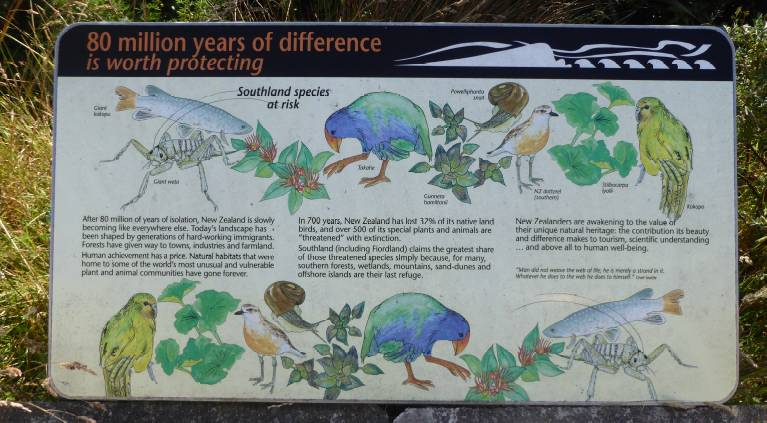 80 million years of difference
is worth protecting
Southland species
at risk
Giant
kokopu
Giant weta
Takahe
Powelliphanta
snail
Gunnera
hamiltonii
NZ dotterel
(southern)
Stilbocarpa
lyalli
Kakapo
After 80 million of years of isolation, New Zealand is slowly
becoming like everywhere else. Today's landscape has
been shaped by generations of hard-working immigrants.
Forests have given way to towns, industries and farmland.
Human achievement has a price. Natural habitats that were
home to some of the world's most unusual and vulnerable
plant and animal communities have gone forever.
In 700 years, New Zealand has lost 32% of its native land
birds, and over 500 of its special plants and animals are
"threatened" with extinction.
Southland (including Fiordland) claims the greatest share
of those threatened species simply because, for many,
southern forests, wetlands, mountains, sand-dunes and
offshore islands are their last refuge.
New Zealanders are awakening to the value of
their unique natural heritage: the contribution its beauty
and difference makes to tourism, scientific understanding
... and above all to human well-being.
"Man did not weave the web of life; he is merely a strand in it.
Whatever he does to the web he does to himself."